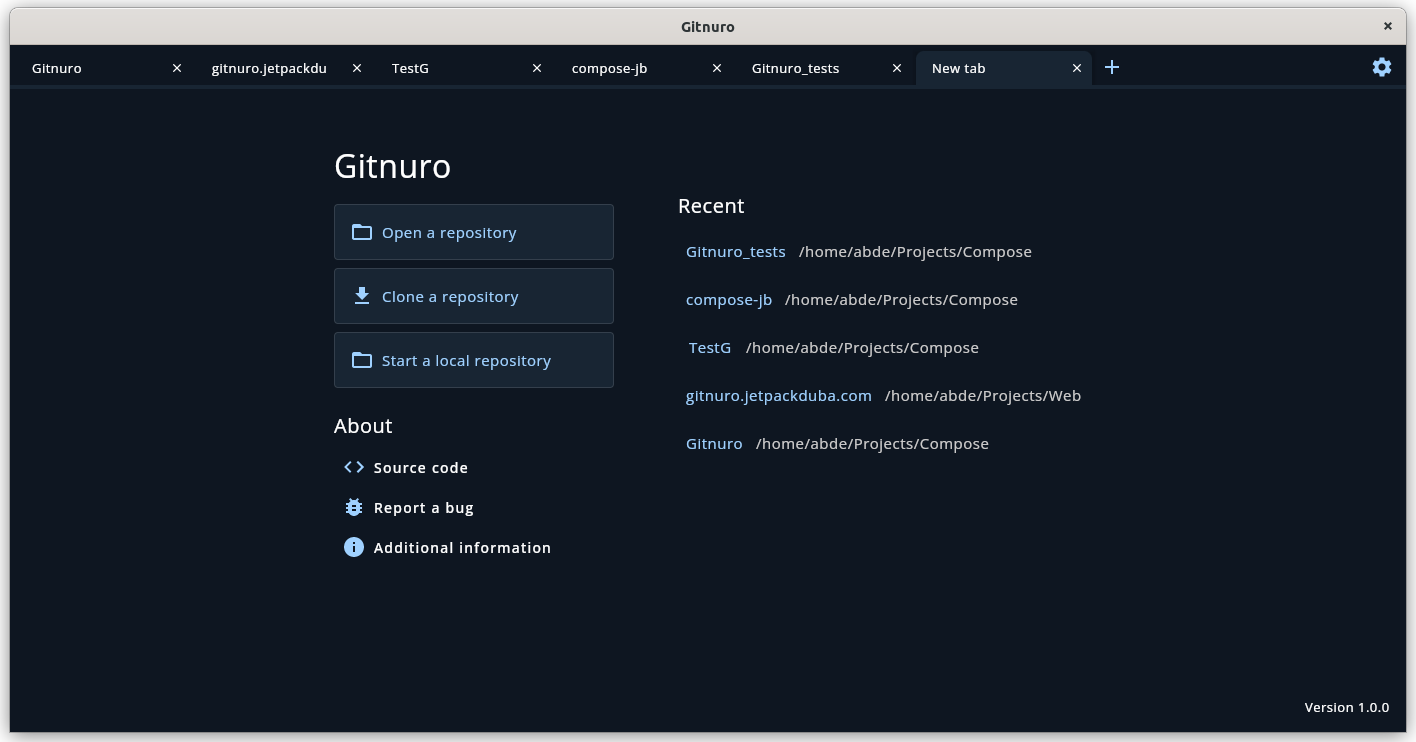 Gitnuro
Gitnuro
gitnuro.jetpackdu
TestG
compose-jb
Gitnuro_tests
New tab
Gitnuro
Open a repository
Clone a repository
Start a local repository
About
Source code
Report a bug
Additional information
Recent
Gitnuro_tests /home/abde/Projects/Compose
compose-jb /home/abde/Projects/Compose
TestG /home/abde/Projects/Compose
gitnuro.jetpackduba.com /home/abde/Projects/Web
Gitnuro /home/abde/Projects/Compose
Version 1.0.0